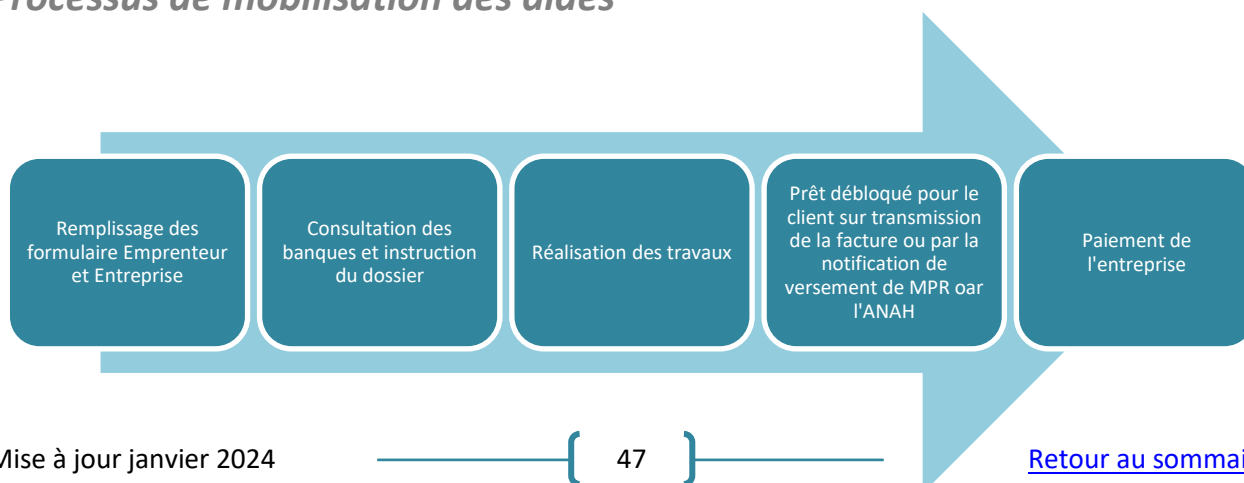 Processus de mobilisation des aides
Remplissage des
formulaire Emprenteur
et Entreprise
Consultation des
banques et instruction
du dossier
Réalisation des travaux
Prêt débloqué pour le
client sur transmission
de la facture ou par la
notification de
versement de MPR oar
l'ANAH
Paiement de
l'entreprise
Mise à jour janvier 2024
47
Retour au sommai